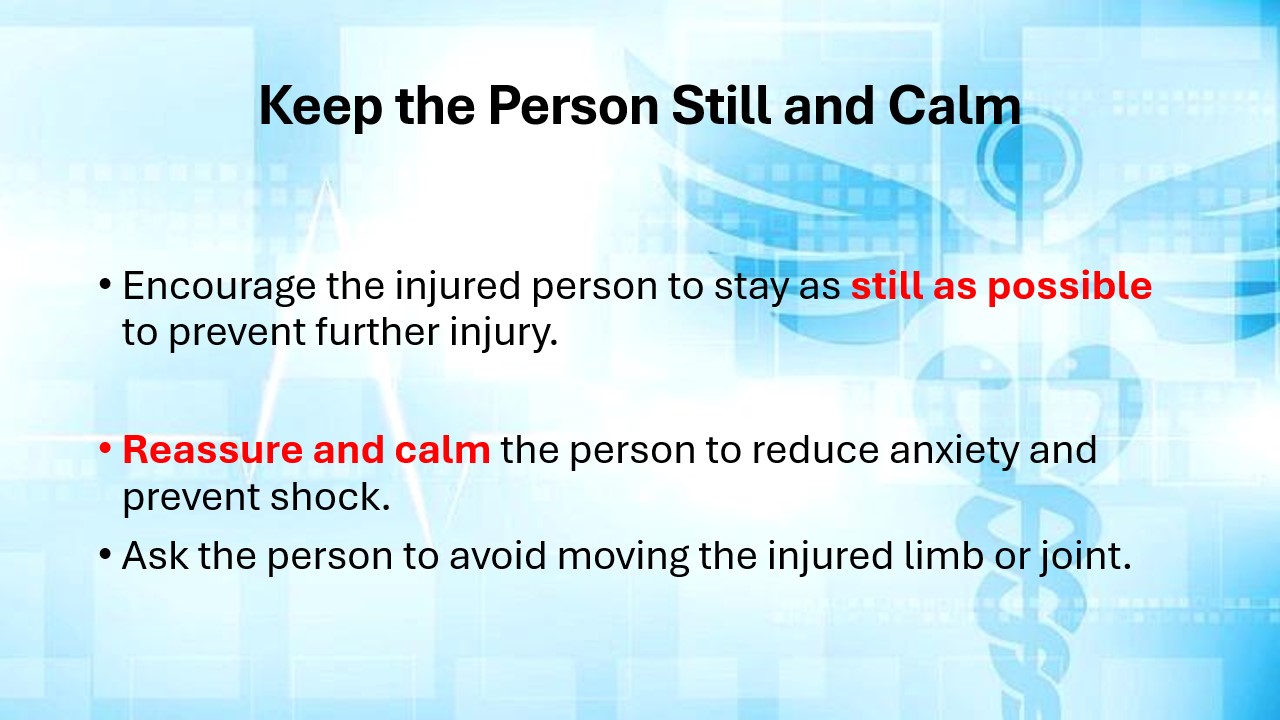 Keep the Person Still and Calm
• Encourage the injured person to stay as still as possible
to prevent further injury.
• Reassure and calm the person to reduce anxiety and
prevent shock.
• Ask the person to avoid moving the injured limb or joint.